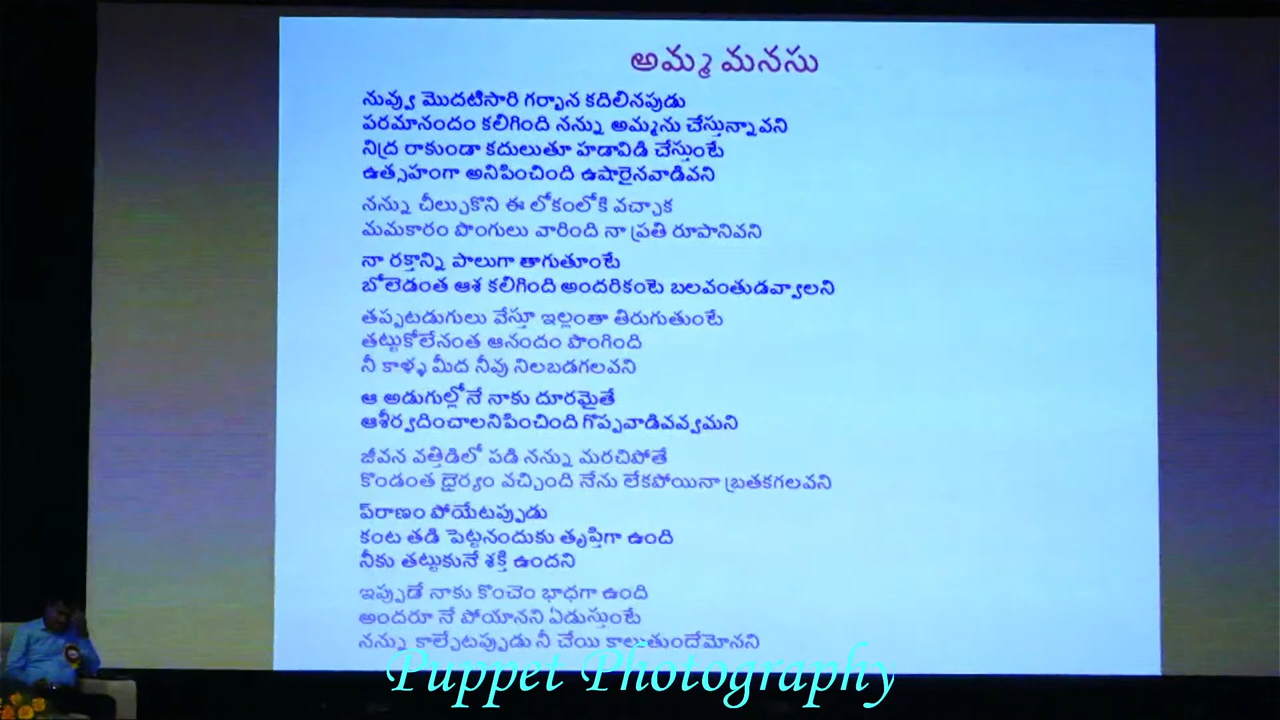 అమ్మ మనసు
నువ్వు మొదటిసారి గర్భాన కదిలినపుడు
పరమానందం కలిగింది నన్ను అమ్మను చేస్తున్నావని
నిద్ర రాకుండా కదులుతూ హడావిడి చేస్తుంటే
ఉత్సహంగా అనిపించింది ఉషారైనవాడివని
నన్ను చీల్చుకొని ఈ లోకంలోకి వచ్చాక
మమకారం పొంగులు వారింది నా ప్రతి రూపానివని
నా రక్తాన్ని పాలుగా తాగుతూంటే
బోలెడంత ఆశ కలిగింది అందరికంటె బలవంతుడవ్వాలని
తప్పటడుగులు వేస్తూ ఇల్లంతా తిరుగుతుంటే
తట్టుకోలేనంత ఆనందం పొంగింది
నీ కాళ్ళ మీద నీవు నిలబడగలవని
ఆ అడుగుల్లోనే నాకు దూరమైతే
ఆశీర్వదించాలనిపించింది గొప్పవాడివవ్వమని
జీవన వత్తిడిలో పడి నన్ను మరచిపోతే
కొండంత ధైర్యం వచ్చింది నేను లేకపోయినా బ్రతకగలవని
ప్రాణం పోయేటప్పుడు
కంట తడి పెట్టనందుకు తృప్తిగా ఉంది
నీకు తట్టుకునే శక్తి ఉందని
ఇప్పుడే నాకు కొంచెం భాధగా ఉంది
అందరూ నే పోయానని ఏడుస్తుంటే
నన్ను కాల్చేటప్పుడు నీ చేయి కాలుతుందేమోనని
Puppet Photography